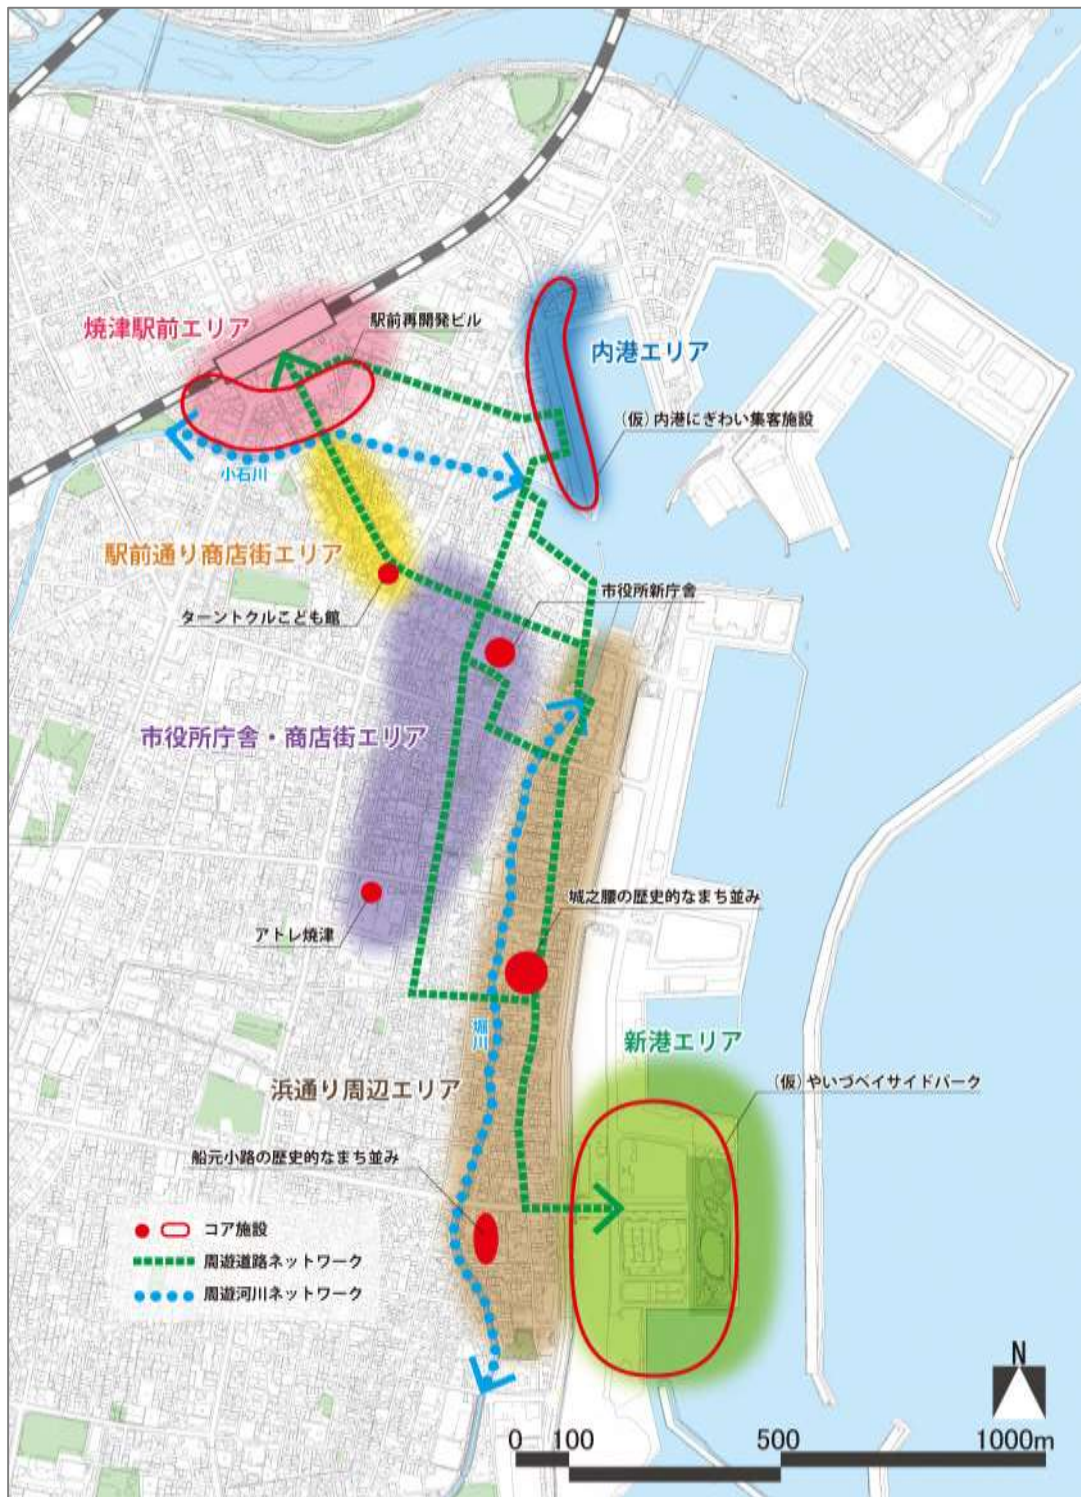 焼津駅前エリア
駅前再開発ビル
内港エリア
(仮)内港にぎわい集客施設
小石川
駅前通り商店街エリア
ターントクルこども館
市役所新庁舎
市役所庁舎・商店街エリア
城之腰の歴史的なまち並み
アトレ焼津
堀川
新港エリア
(仮)やいづベイサイドパーク
浜通り周辺エリア
船元小路の歴史的なまち並み
コア施設
周遊道路ネットワーク
周遊河川ネットワーク
N
0 100 500 1000m